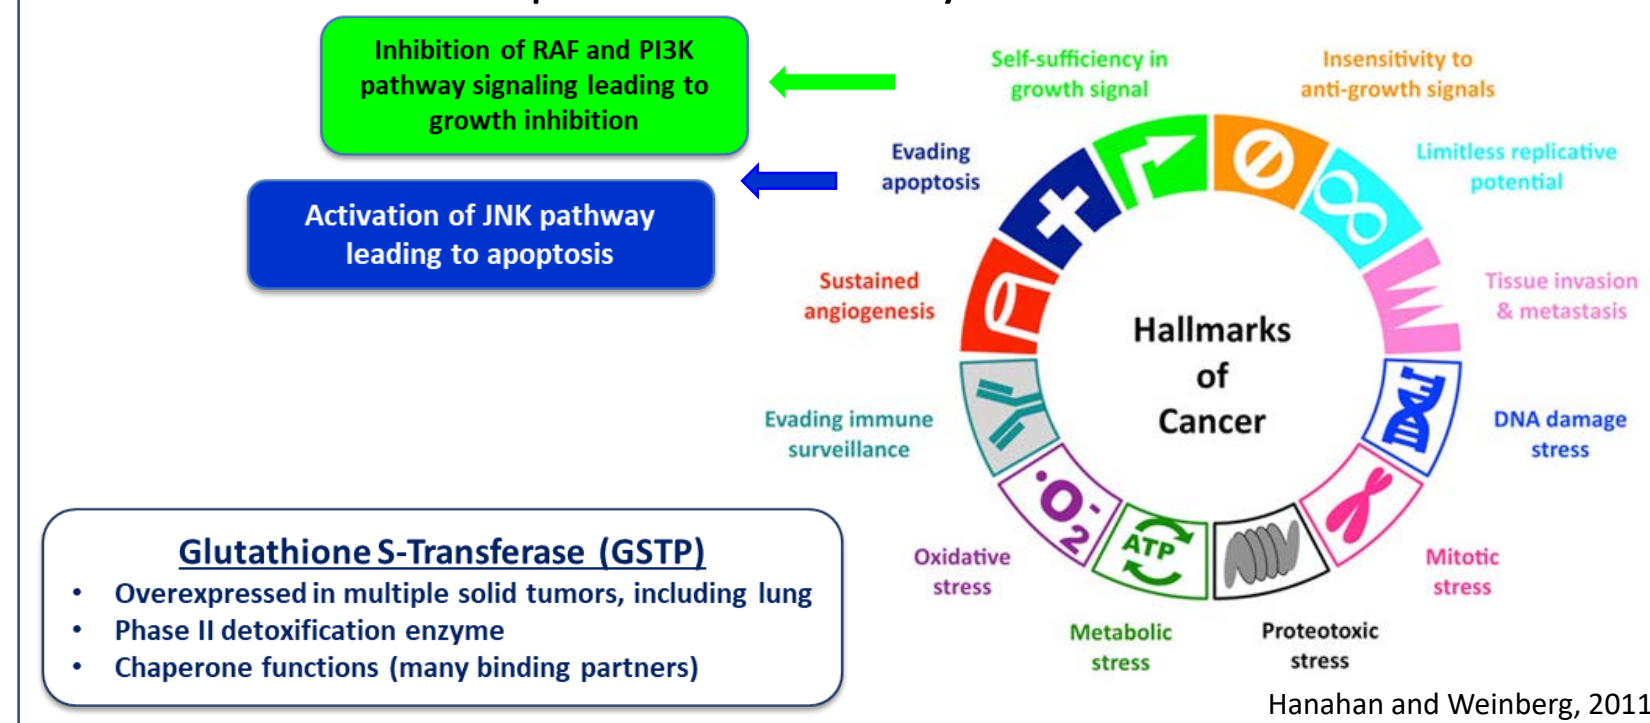 Inhibition of RAF and PI3K
pathway signaling leading to
growth inhibition
Activation of JNK pathway
leading to apoptosis
Self-sufficiency in
growth signal
Insensitivity to
anti-growth signals
Evading
apoptosis
Limitless replicative
potential
Sustained
angiogenesis
Tissue invasion
& metastasis
Hallmarks
of
Cancer
Evading immune
surveillance
DNA damage
stress
•O2-
ATP
Oxidative
stress
Mitotic
stress
Metabolic
stress
Proteotoxic
stress
Glutathione S-Transferase (GSTP)
• Overexpressed in multiple solid tumors, including lung
• Phase II detoxification enzyme
• Chaperone functions (many binding partners)
Hanahan and Weinberg, 2011